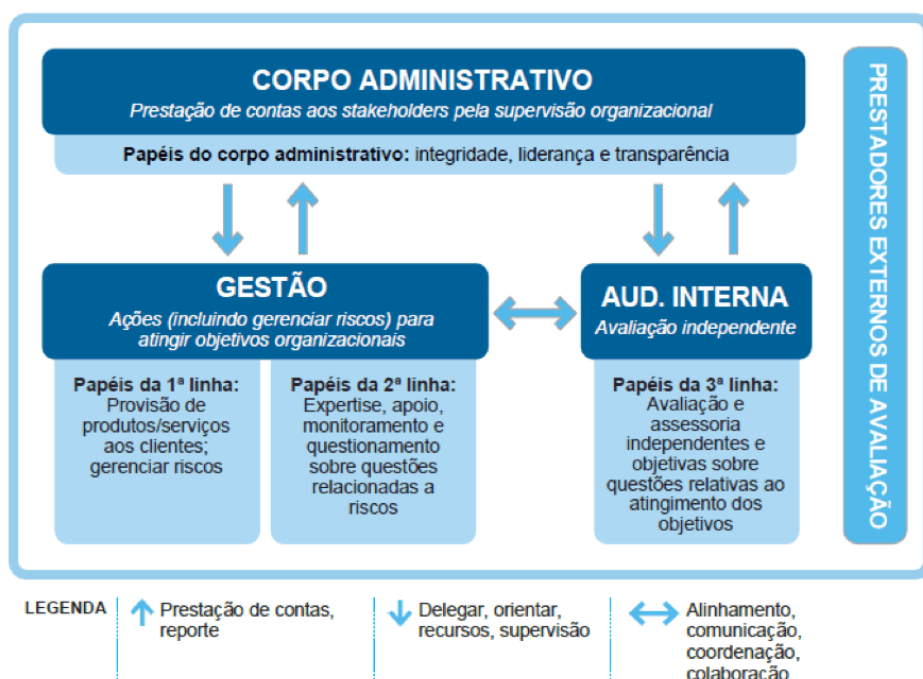 CORPO ADMINISTRATIVO
Prestação de contas aos stakeholders pela supervisão organizacional
Papéis do corpo administrativo: integridade, liderança e transparência
GESTÃO
Ações (incluindo gerenciar riscos) para
atingir objetivos organizacionais
Papéis da 1ª linha:
Provisão de
produtos/serviços
aos clientes;
gerenciar riscos
Papéis da 2ª linha:
Expertise, apoio,
monitoramento e
questionamento
sobre questões
relacionadas a
riscos
AUD. INTERNA
Avaliação independente
Papéis da 3ª linha:
Avaliação e
assessoria
independentes e
objetivas sobre
questões relativas ao
atingimento dos
objetivos
PRESTADORES EXTERNOS DE AVALIAÇÃO
LEGENDA
Prestação de contas,
reporte
Delegar, orientar,
recursos, supervisão
Alinhamento,
comunicação,
coordenação,
colaboração